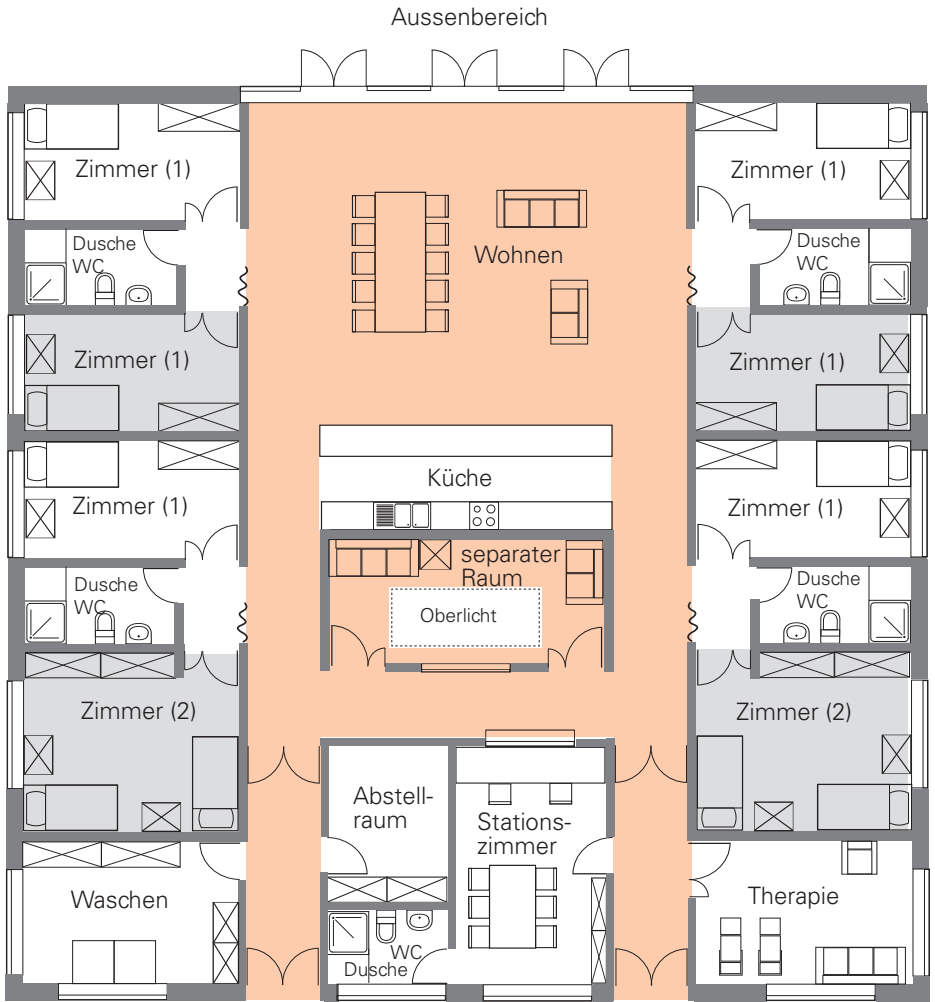 Aussenbereich
Zimmer (1)
Zimmer (1)
Dusche
WC
Wohnen
Dusche
WC
Zimmer (1)
Zimmer (1)
Küche
Zimmer (1)
Zimmer (1)
separater
Raum
Dusche
WC
Oberlicht
Dusche
WC
Zimmer (2)
Zimmer (2)
Abstell-
raum
Stations-
zimmer
Waschen
Therapie
WC
Dusche